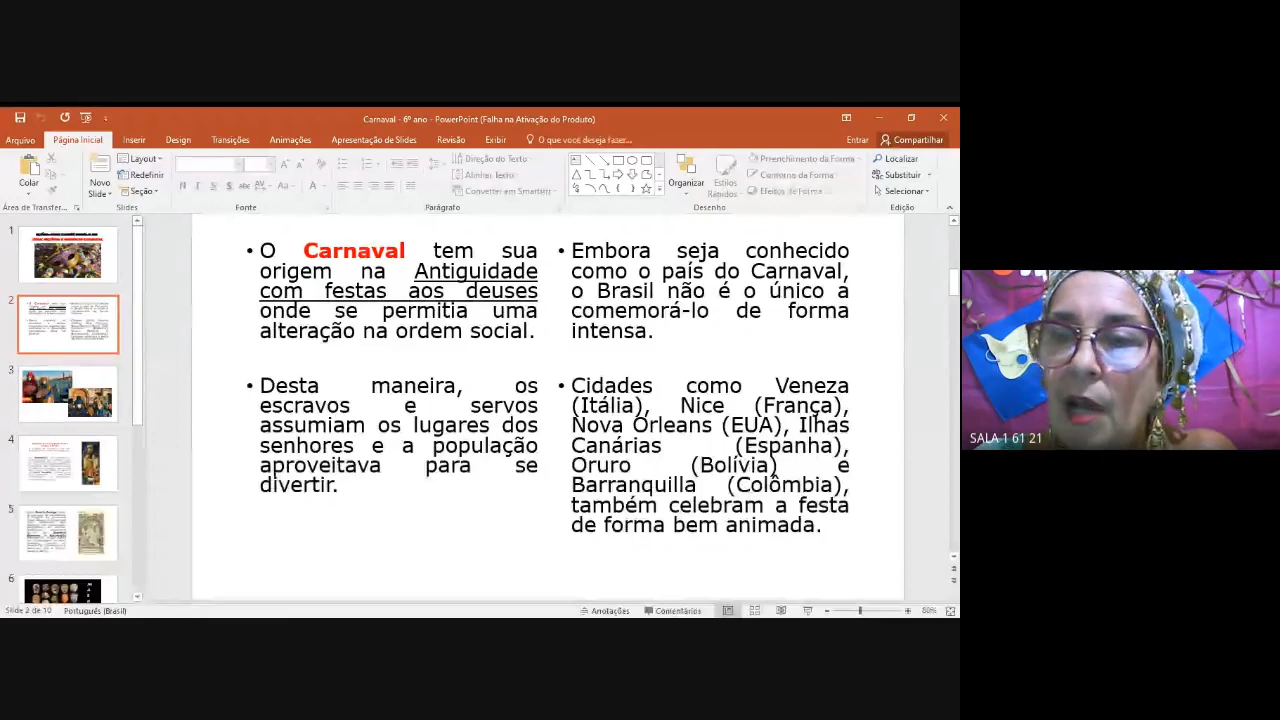 Carnaval - 6º ano - PowerPoint (Falha na Ativação do Produto)
Arquivo Página Inicial Inserir Design Transições Animações Apresentação de Slides Revisão Exibir O que você deseja fazer... Entrar Compartilhar
Colar
Novo Slide
Layout
Redefinir
Seção
Direção do Texto
Alinhar Texto
Converter em SmartArt
Organizar
Estilos Rápidos
Preenchimento da Forma
Contorno da Forma
Efeitos de Forma
Localizar
Substituir
Selecionar
Área de Transfer... Slides Fonte Parágrafo Desenho Edição
1
2
3
4
5
6
• O Carnaval tem sua
origem na Antiguidade
com festas aos deuses
onde se permitia uma
alteração na ordem social.
• Desta maneira, os
escravos e servos
assumiam os lugares dos
senhores e a população
aproveitava para se
divertir.
• Embora seja conhecido
como o país do Carnaval,
o Brasil não é o único a
comemorá-lo de forma
intensa.
• Cidades como Veneza
(Itália), Nice (França),
Nova Orleans (EUA), Ilhas
Canárias (Espanha),
Oruro (Bolívia) e
Barranquilla (Colômbia),
também celebram a festa
de forma bem animada.
SALA 1 61 21
Slide 2 de 10 Português (Brasil) Anotações Comentários 60%